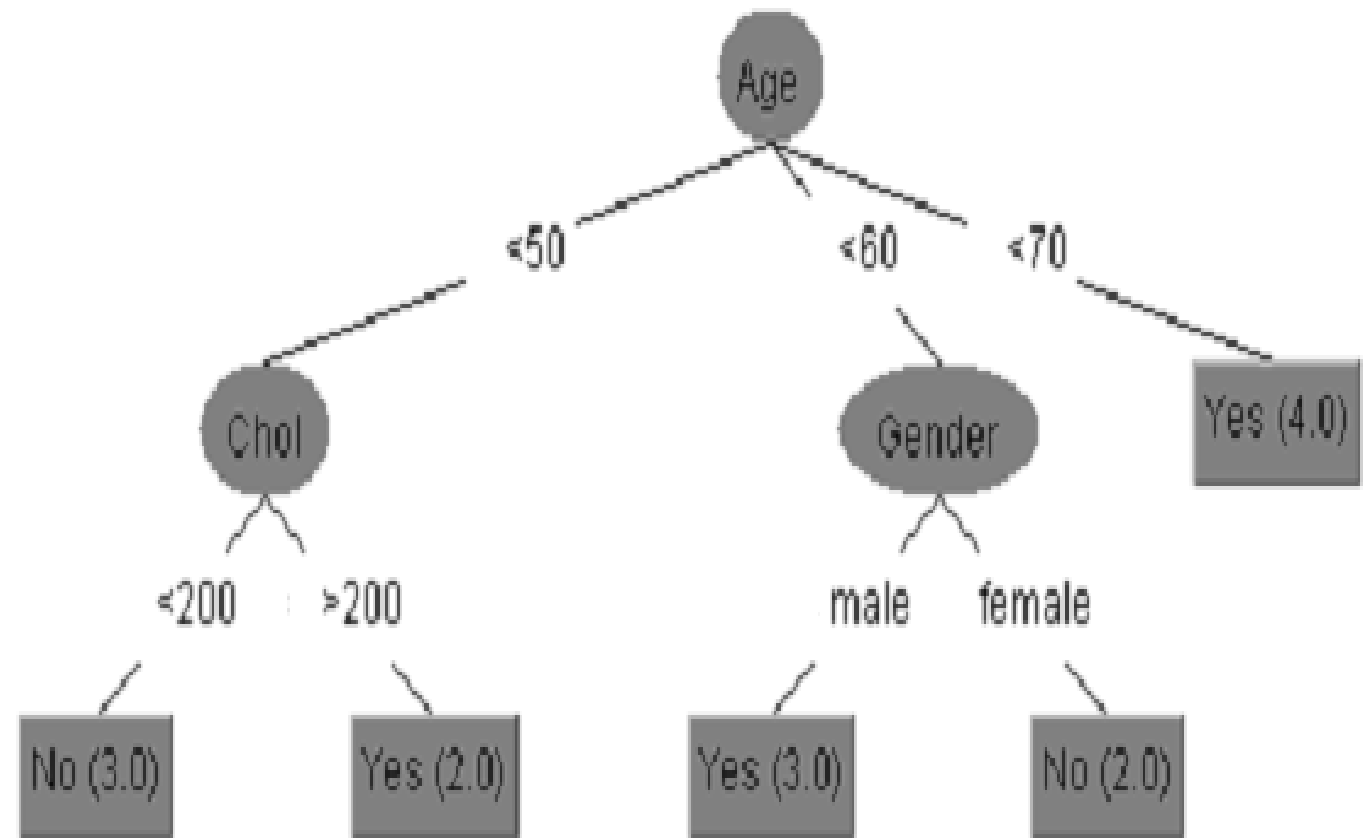 Age
<50
<60
<70
Chol
Gender
Yes (4.0)
<200
>200
male
female
No (3.0)
Yes (2.0)
Yes (3.0)
No (2.0)